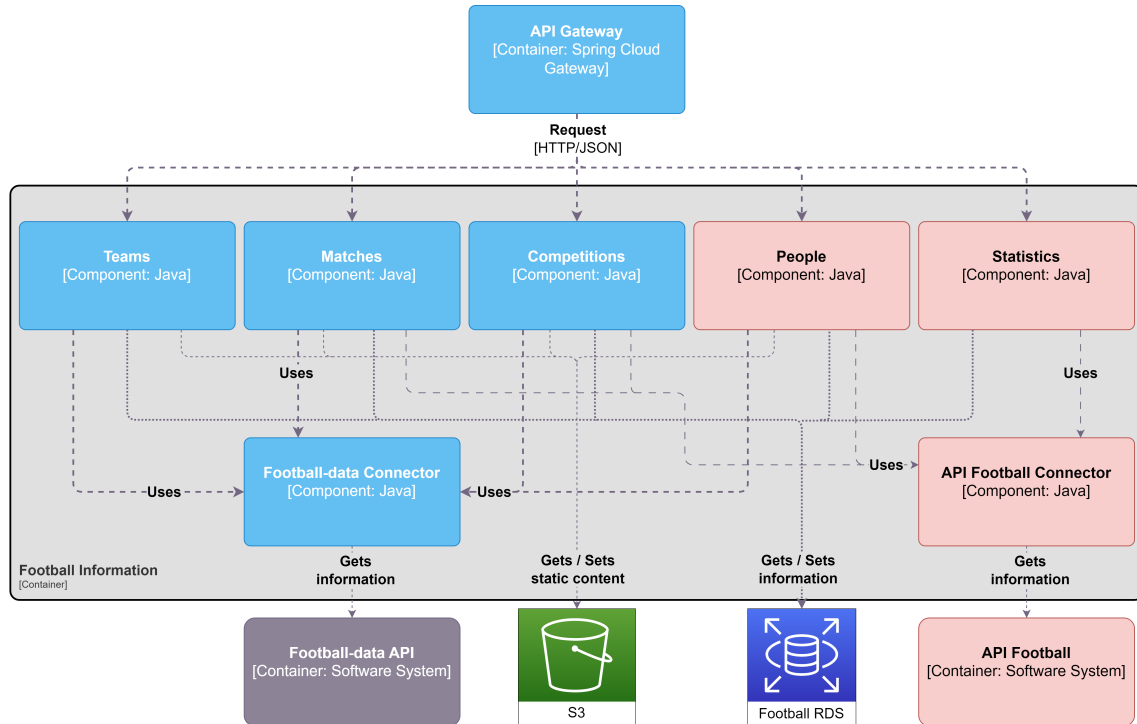 API Gateway
[Container: Spring Cloud
Gateway]
Request
[HTTP/JSON]
Teams
[Component: Java]
Matches
[Component: Java]
Competitions
[Component: Java]
People
[Component: Java]
Statistics
[Component: Java]
Uses
Uses
Football-data Connector
[Component: Java]
API Football Connector
[Component: Java]
Uses
Uses
Uses
Football Information
[Container]
Gets
information
Gets / Sets
static content
Gets / Sets
information
Gets
information
Football-data API
[Container: Software System]
S3
Football RDS
API Football
[Container: Software System]